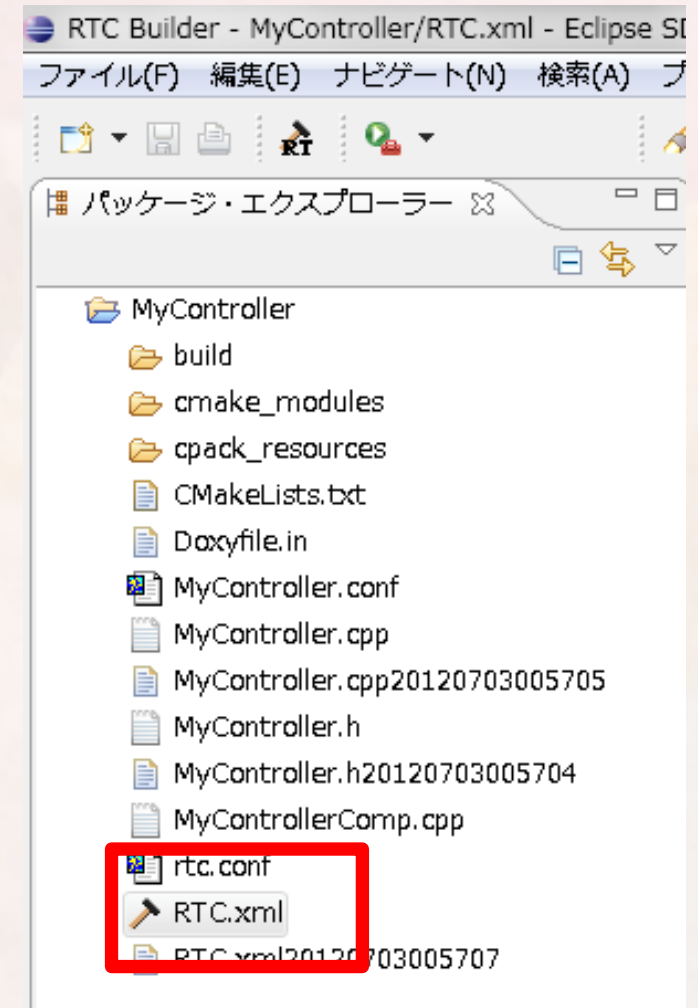 RTC Builder - MyController/RTC.xml - Eclipse
ファイル(F) 編集(E) ナビゲート(N) 検索(A)
RT
パッケージ・エクスプローラー
MyController
build
cmake_modules
cpack_resources
CMakeLists.txt
Doxyfile.in
MyController.conf
MyController.cpp
MyController.cpp20120703005705
MyController.h
MyController.h20120703005704
MyControllerComp.cpp
rtc.conf
RTC.xml
RTC.xml20120703005707